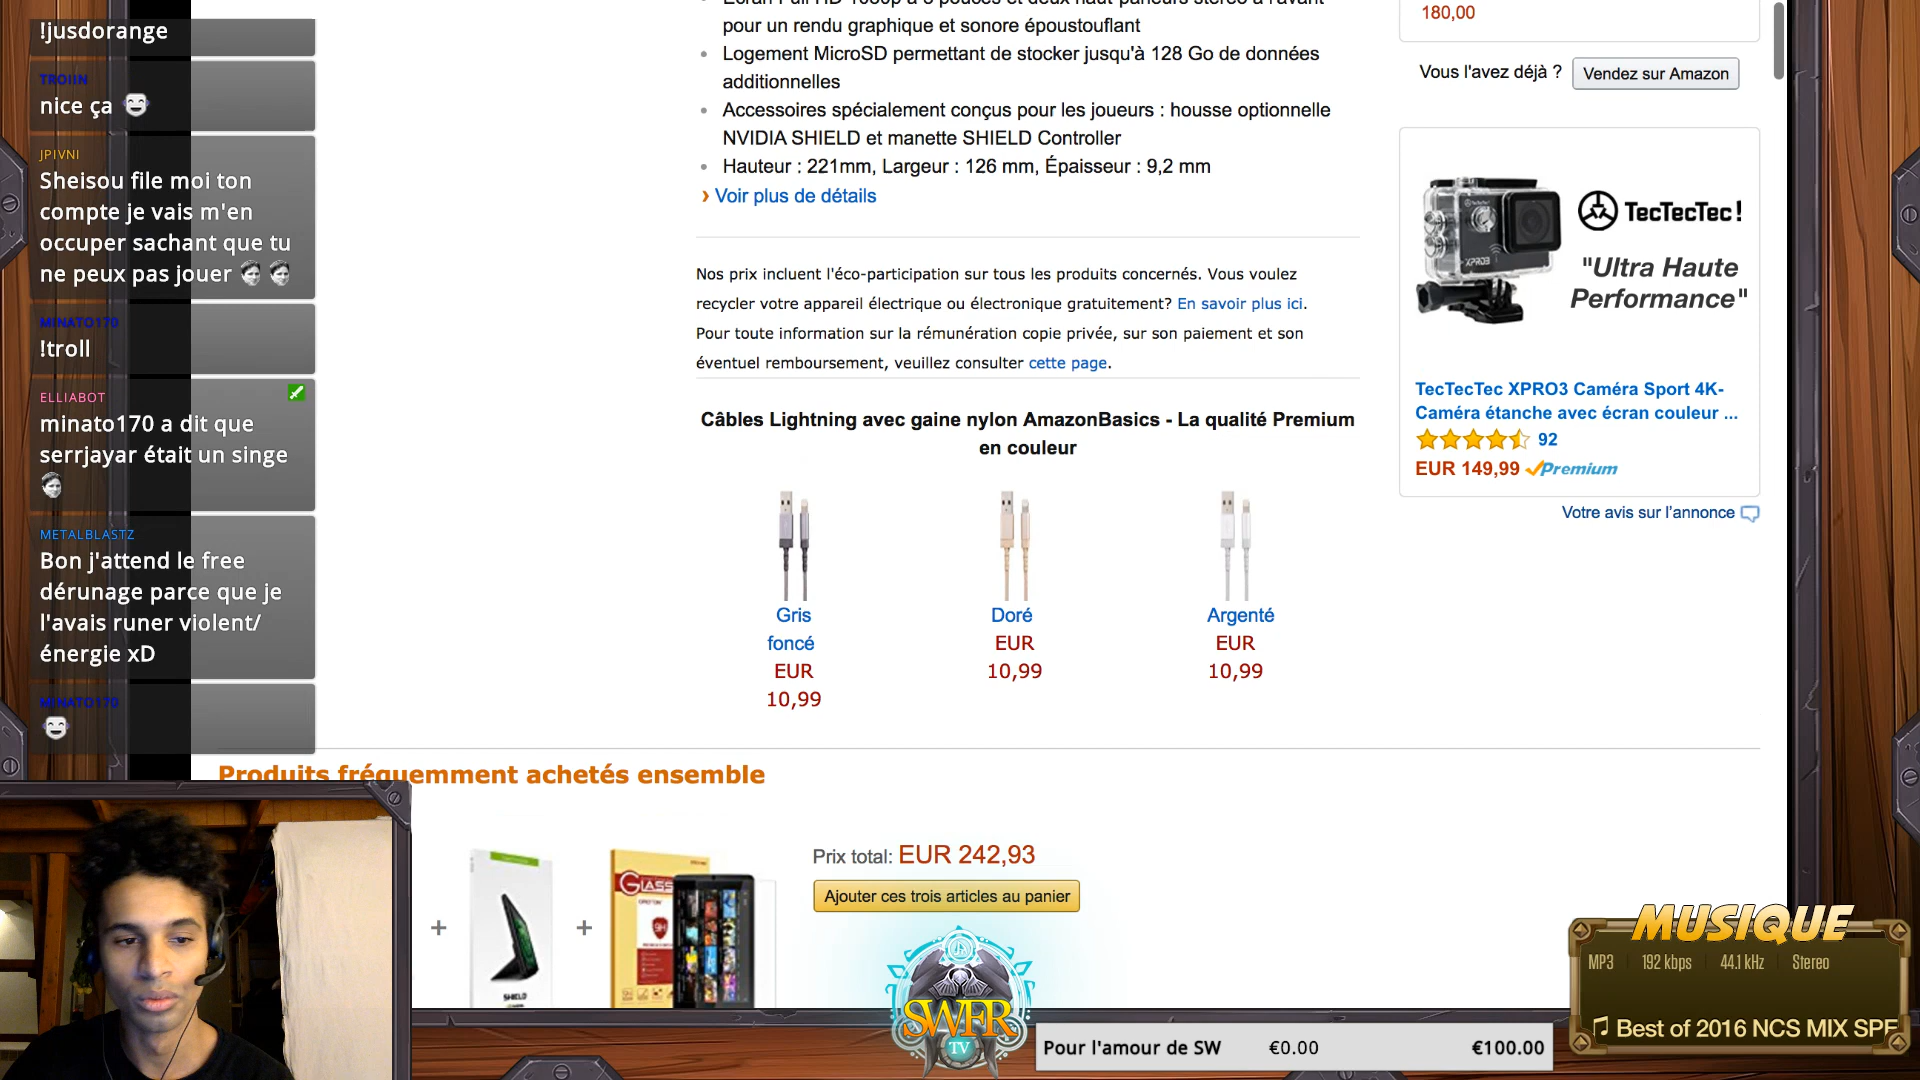 !jusdorange
TROIIN
nice ça
JPIVNI
Sheisou file moi ton
compte je vais m'en
occuper sachant que tu
ne peux pas jouer
MINATO170
!troll
ELLIABOT
minato170 a dit que
serrjayar était un singe
METALBLASTZ
Bon j'attend le free
dérunage parce que je
l'avais runer violent/
énergie xD
MINATO170
pour un rendu graphique et sonore époustouflant
Logement MicroSD permettant de stocker jusqu'à 128 Go de données
additionnelles
Accessoires spécialement conçus pour les joueurs : housse optionnelle
NVIDIA SHIELD et manette SHIELD Controller
Hauteur : 221mm, Largeur : 126 mm, Épaisseur : 9,2 mm
› Voir plus de détails
Nos prix incluent l'éco-participation sur tous les produits concernés. Vous voulez
recycler votre appareil électrique ou électronique gratuitement? En savoir plus ici.
Pour toute information sur la rémunération copie privée, sur son paiement et son
éventuel remboursement, veuillez consulter cette page.
Câbles Lightning avec gaine nylon AmazonBasics - La qualité Premium
en couleur
Gris
foncé
EUR
10,99
Doré
EUR
10,99
Argenté
EUR
10,99
180,00
Vous l'avez déjà ? Vendez sur Amazon
TecTecTec!
"Ultra Haute
Performance"
XPRO3
TecTecTec XPRO3 Caméra Sport 4K-
Caméra étanche avec écran couleur ...
92
EUR 149,99 Premium
Votre avis sur l'annonce
Produits fréquemment achetés ensemble
+
+
SHIELD
GLASS
9H
Prix total: EUR 242,93
Ajouter ces trois articles au panier
SWFR
TV
Pour l'amour de SW €0.00 €100.00
MUSIQUE
MP3 192 kbps 44.1 kHz Stereo
Best of 2016 NCS MIX SPE